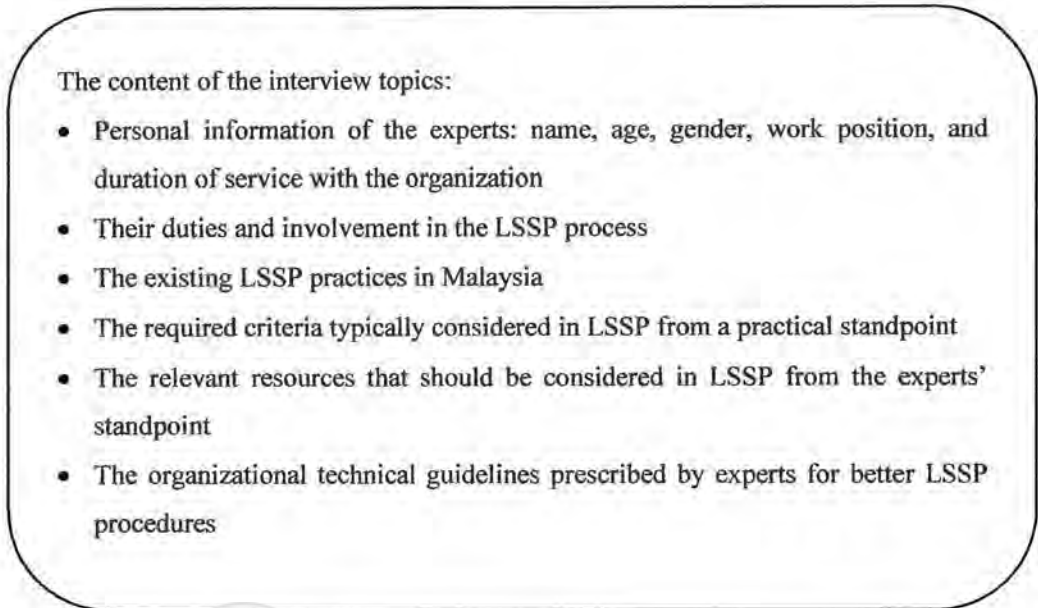 The content of the interview topics:
• Personal information of the experts: name, age, gender, work position, and
duration of service with the organization
• Their duties and involvement in the LSSP process
• The existing LSSP practices in Malaysia
• The required criteria typically considered in LSSP from a practical standpoint
• The relevant resources that should be considered in LSSP from the experts'
standpoint
• The organizational technical guidelines prescribed by experts for better LSSP
procedures